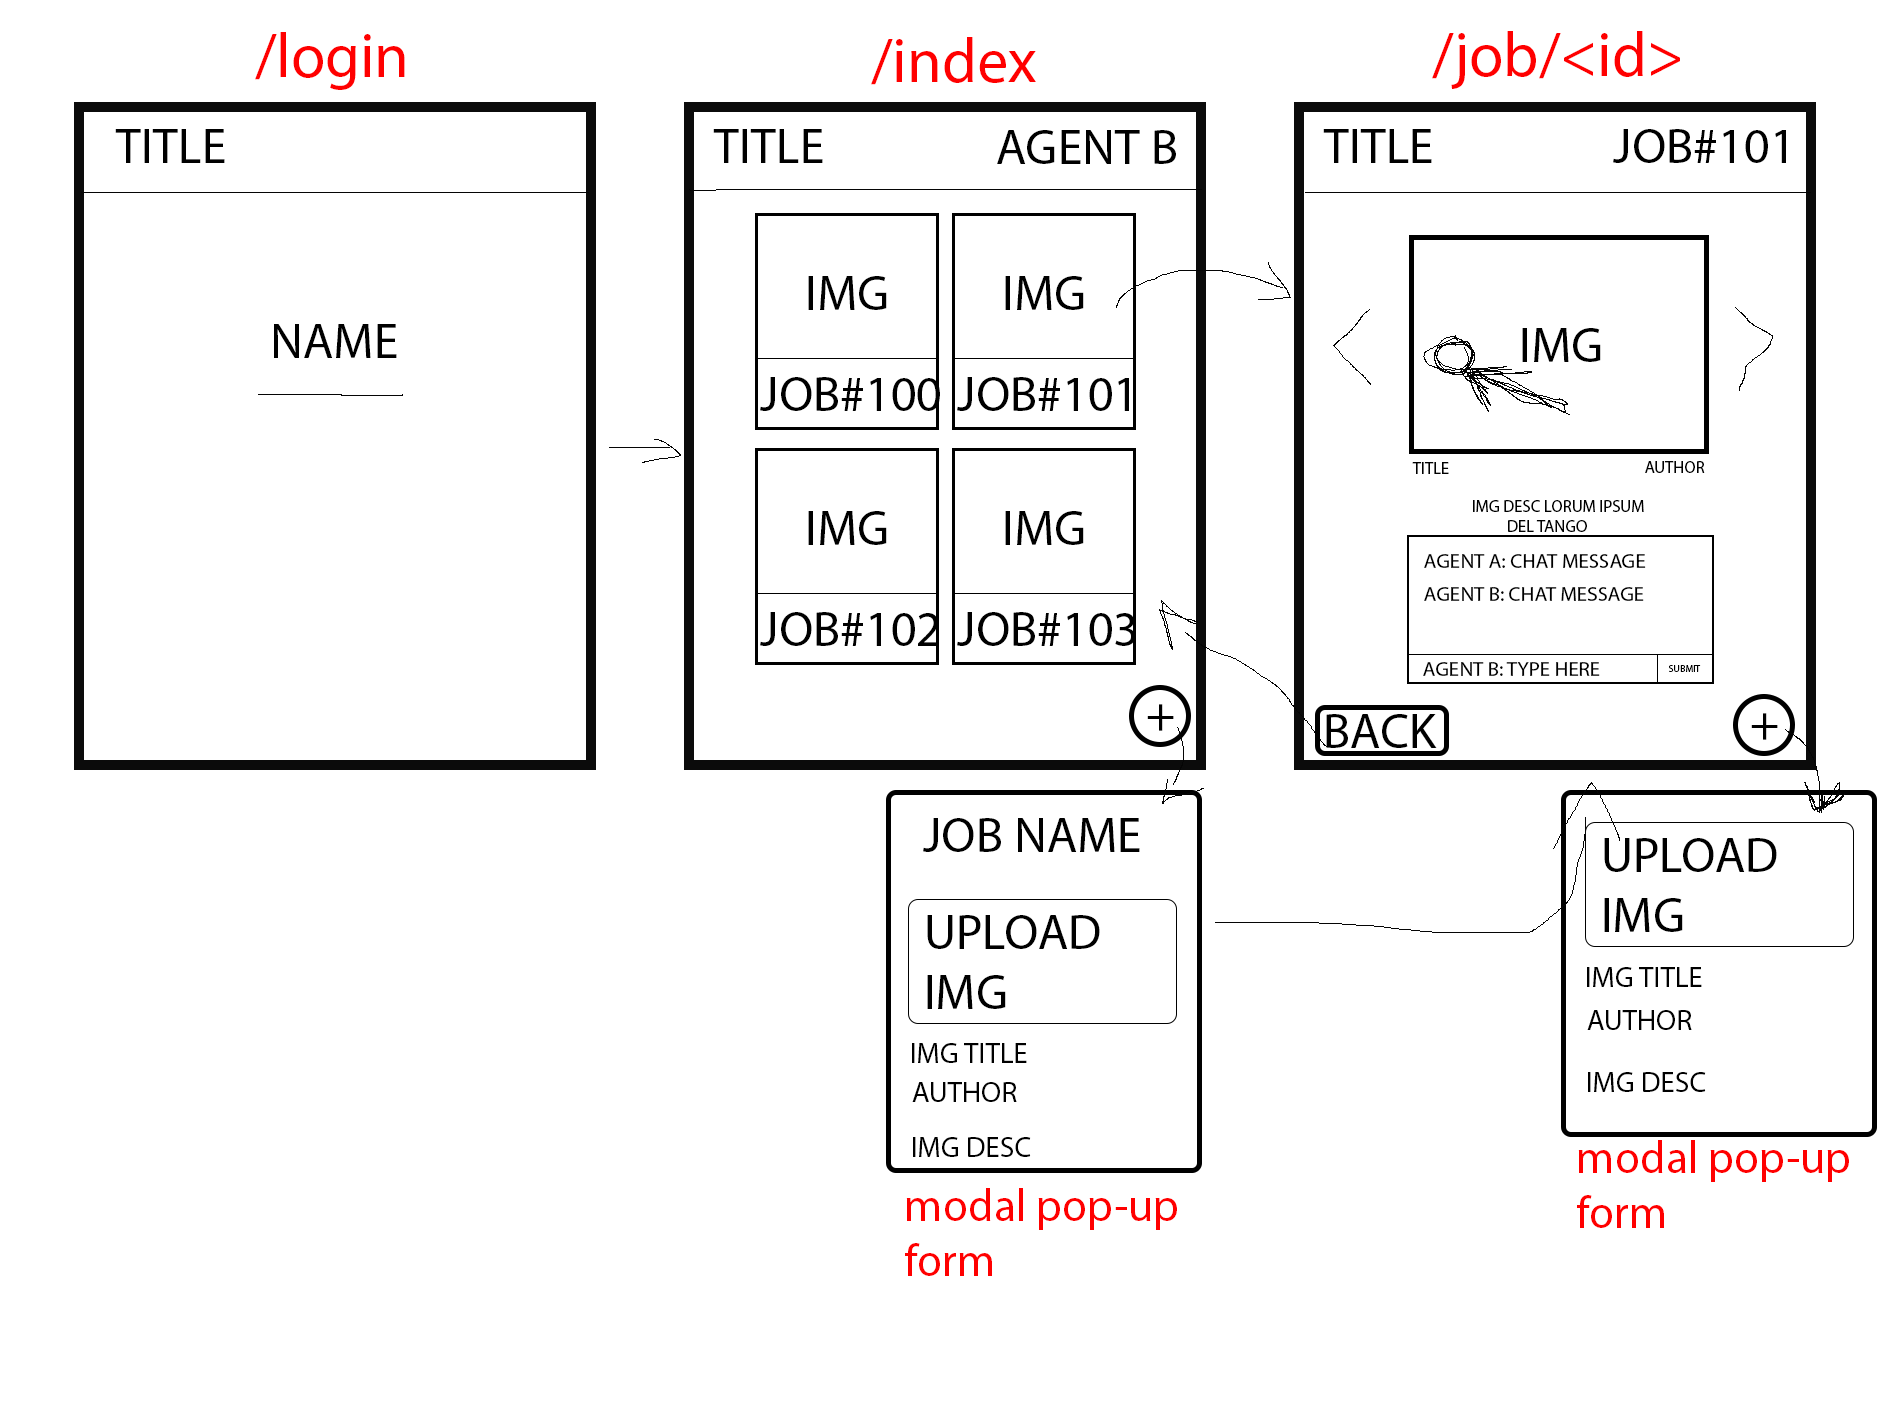 /login
TITLE
NAME
/index
TITLE AGENT B
IMG IMG
JOB#100 JOB#101
IMG IMG
JOB#102 JOB#103
+
JOB NAME
UPLOAD
IMG
IMG TITLE
AUTHOR
IMG DESC
modal pop-up
form
/job/<id>
TITLE JOB#101
< IMG >
TITLE AUTHOR
IMG DESC LORUM IPSUM
DEL TANGO
AGENT A: CHAT MESSAGE
AGENT B: CHAT MESSAGE
AGENT B: TYPE HERE SUBMIT
BACK +
UPLOAD
IMG
IMG TITLE
AUTHOR
IMG DESC
modal pop-up
form